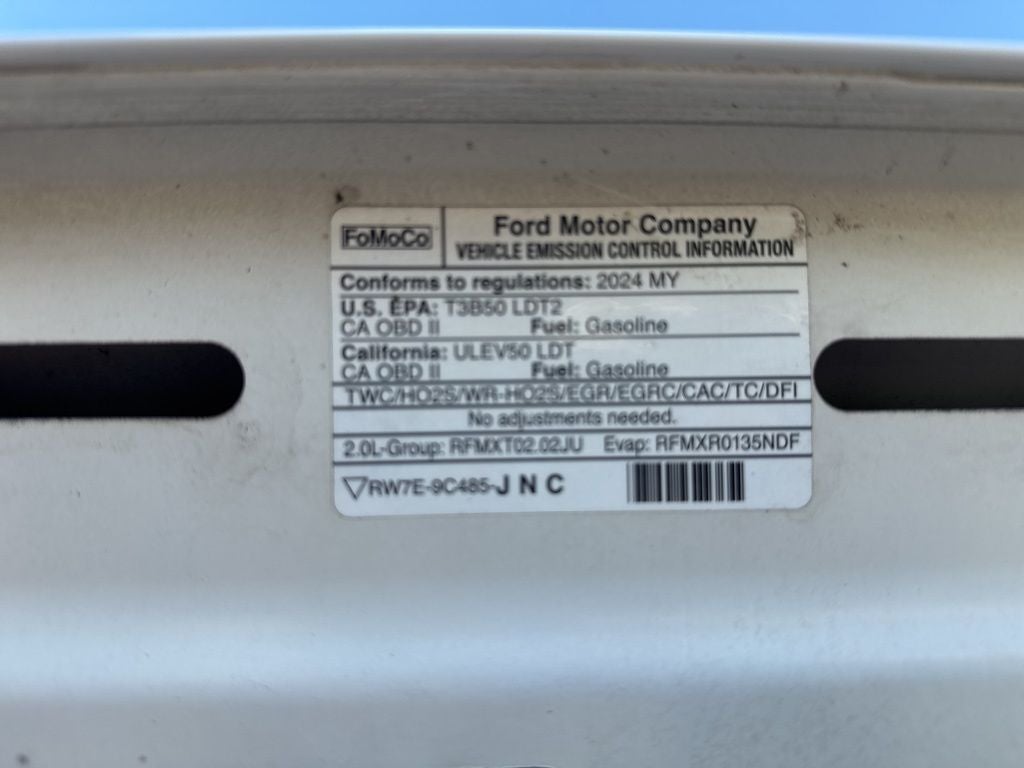 FoMoCo
Ford Motor Company
VEHICLE EMISSION CONTROL INFORMATION
Conforms to regulations: 2024 MY
U.S. EPA: T3B50 LDT2
CA OBD II Fuel: Gasoline
California: ULEV50 LDT
CA OBD II Fuel: Gasoline
TWC/HO2S/WR-HO2S/EGR/EGRC/CAC/TC/DFI
No adjustments needed.
2.0L-Group: RFMXT02.02JU Evap: RFMXR0135NDF
RW7E-9C485-J N C